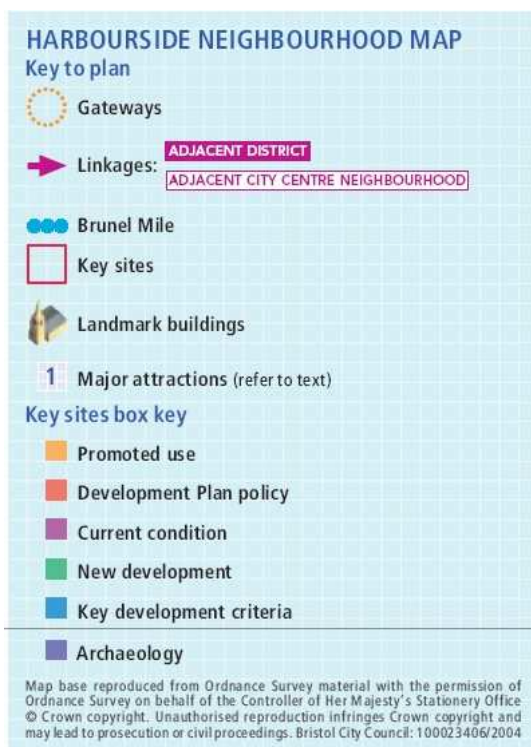 HARBOURSIDE NEIGHBOURHOOD MAP
Key to plan
Gateways
Linkages: ADJACENT DISTRICT
ADJACENT CITY CENTRE NEIGHBOURHOOD
Brunel Mile
Key sites
Landmark buildings
1 Major attractions (refer to text)
Key sites box key
Promoted use
Development Plan policy
Current condition
New development
Key development criteria
Archaeology
Map base reproduced from Ordnance Survey material with the permission of
Ordnance Survey on behalf of the Controller of Her Majesty's Stationery Office
© Crown copyright. Unauthorised reproduction infringes Crown copyright and
may lead to prosecution or civil proceedings. Bristol City Council: 100023406/2004